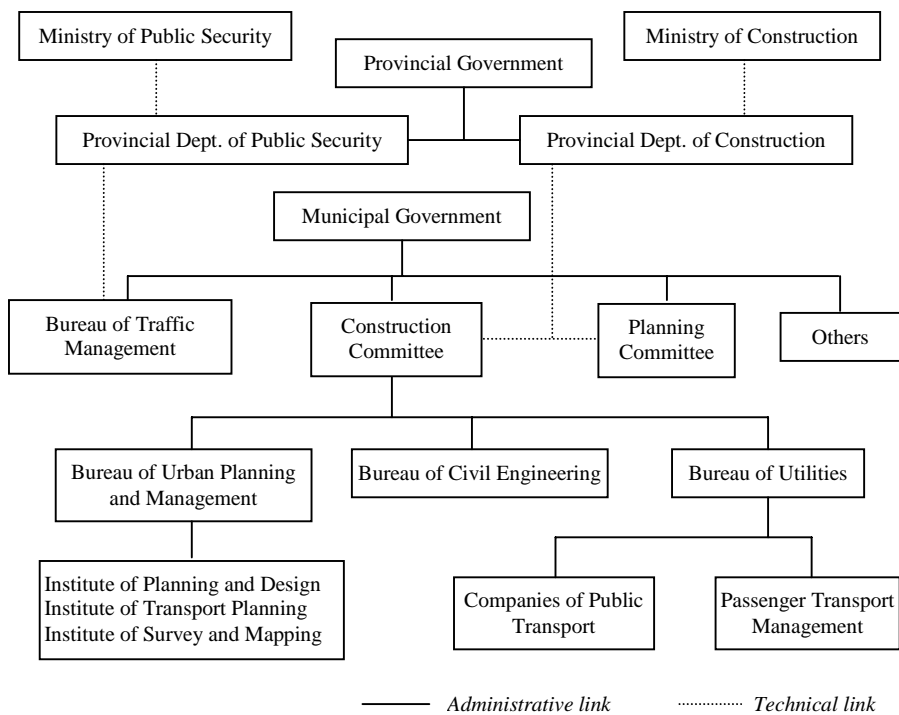 Ministry of Public Security
Ministry of Construction
Provincial Government
Provincial Dept. of Public Security
Provincial Dept. of Construction
Municipal Government
Bureau of Traffic
Management
Construction
Committee
Planning
Committee
Others
Bureau of Urban Planning
and Management
Bureau of Civil Engineering
Bureau of Utilities
Institute of Planning and Design
Institute of Transport Planning
Institute of Survey and Mapping
Companies of Public
Transport
Passenger Transport
Management
Administrative link
Technical link